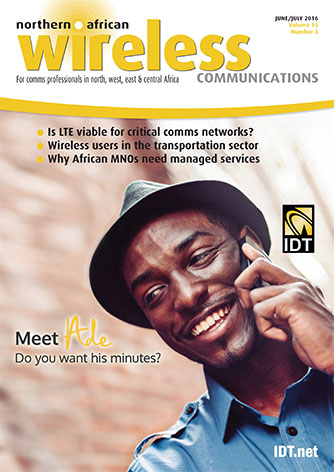 northern african
JUNE/JULY 2016
Volume 15
Number 3
wireless
For comms professionals in north, west, east & central Africa
COMMUNICATIONS
Is LTE viable for critical comms networks?
Wireless users in the transportation sector
Why African MNOs need managed services
IDT
Meet Ade
Do you want his minutes?
IDT.net